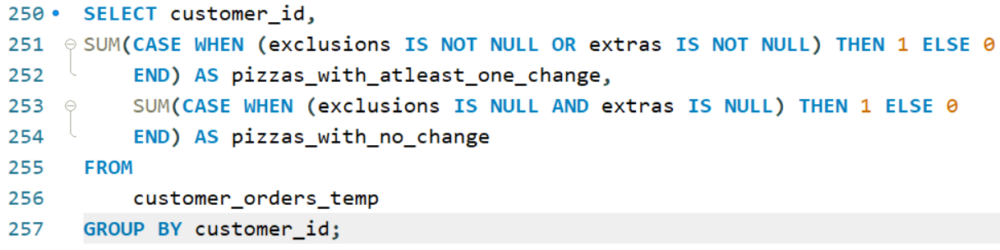 250 SELECT customer_id,
251 SUM(CASE WHEN (exclusions IS NOT NULL OR extras IS NOT NULL) THEN 1 ELSE 0
252 END) AS pizzas_with_atleast_one_change,
253 SUM(CASE WHEN (exclusions IS NULL AND extras IS NULL) THEN 1 ELSE 0
254 END) AS pizzas_with_no_change
255 FROM
256 customer_orders_temp
257 GROUP BY customer_id;